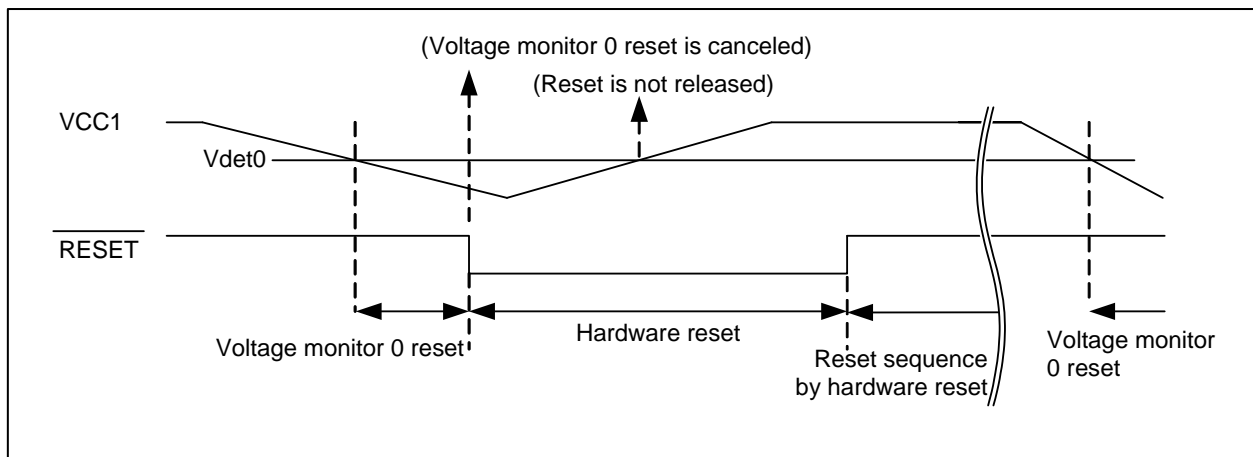 (Voltage monitor 0 reset is canceled)
(Reset is not released)
VCC1
Vdet0
RESET
Voltage monitor 0 reset
Hardware reset
Reset sequence
by hardware reset
Voltage monitor
0 reset